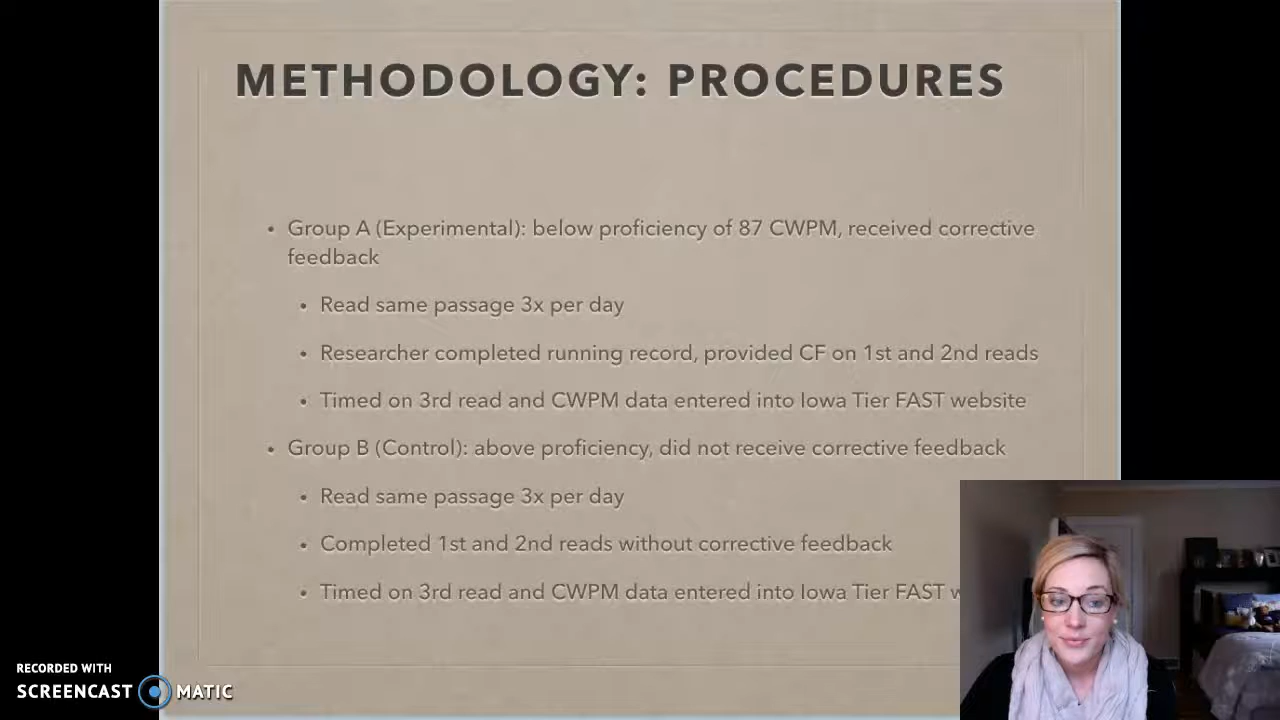 METHODOLOGY: PROCEDURES
• Group A (Experimental): below proficiency of 87 CWPM, received corrective
feedback
• Read same passage 3x per day
• Researcher completed running record, provided CF on 1st and 2nd reads
• Timed on 3rd read and CWPM data entered into Iowa Tier FAST website
• Group B (Control): above proficiency, did not receive corrective feedback
• Read same passage 3x per day
• Completed 1st and 2nd reads without corrective feedback
• Timed on 3rd read and CWPM data entered into Iowa Tier FAST
RECORDED WITH
SCREENCAST MATIC